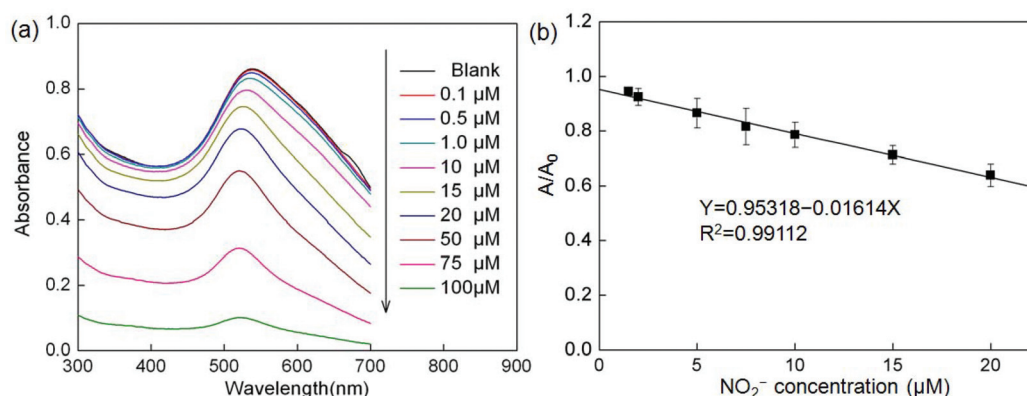 (a)
Absorbance
1.0
0.8
0.6
0.4
0.2
0.0
300 400 500 600 700 800 900
Wavelength(nm)
Blank
0.1 μM
0.5 μM
1.0 μM
10 μM
15 μM
20 μM
50 μM
75 μM
100μM
(b)
A/A₀
1.2
1.0
0.8
0.6
0.4
0.2
0.0
0 5 10 15 20
NO₂⁻ concentration (μM)
Y=0.95318−0.01614X
R²=0.99112